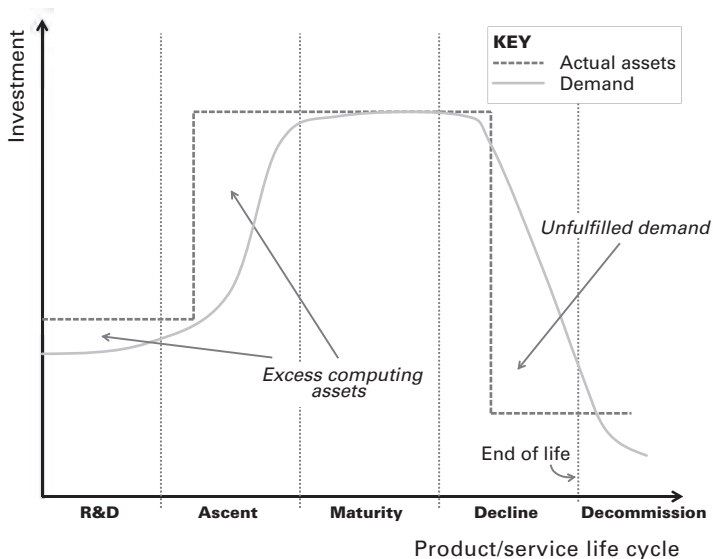 Investment
KEY
Actual assets
Demand
Unfulfilled demand
Excess computing
assets
End of life
R&D
Ascent
Maturity
Decline
Decommission
Product/service life cycle